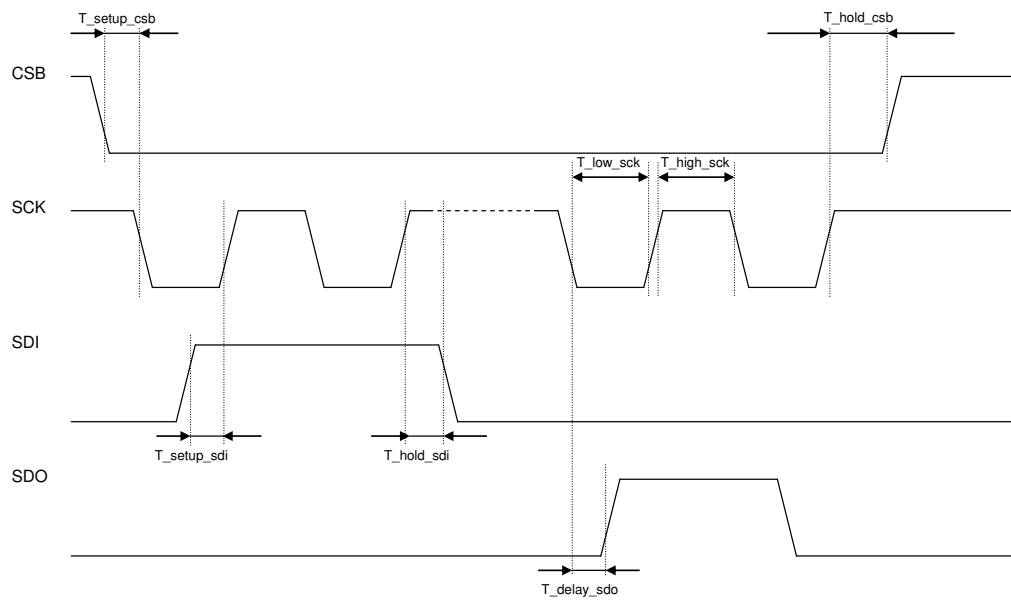 T_setup_csb
T_hold_csb
CSB
T_low_sck
T_high_sck
SCK
SDI
T_setup_sdi
T_hold_sdi
SDO
T_delay_sdo